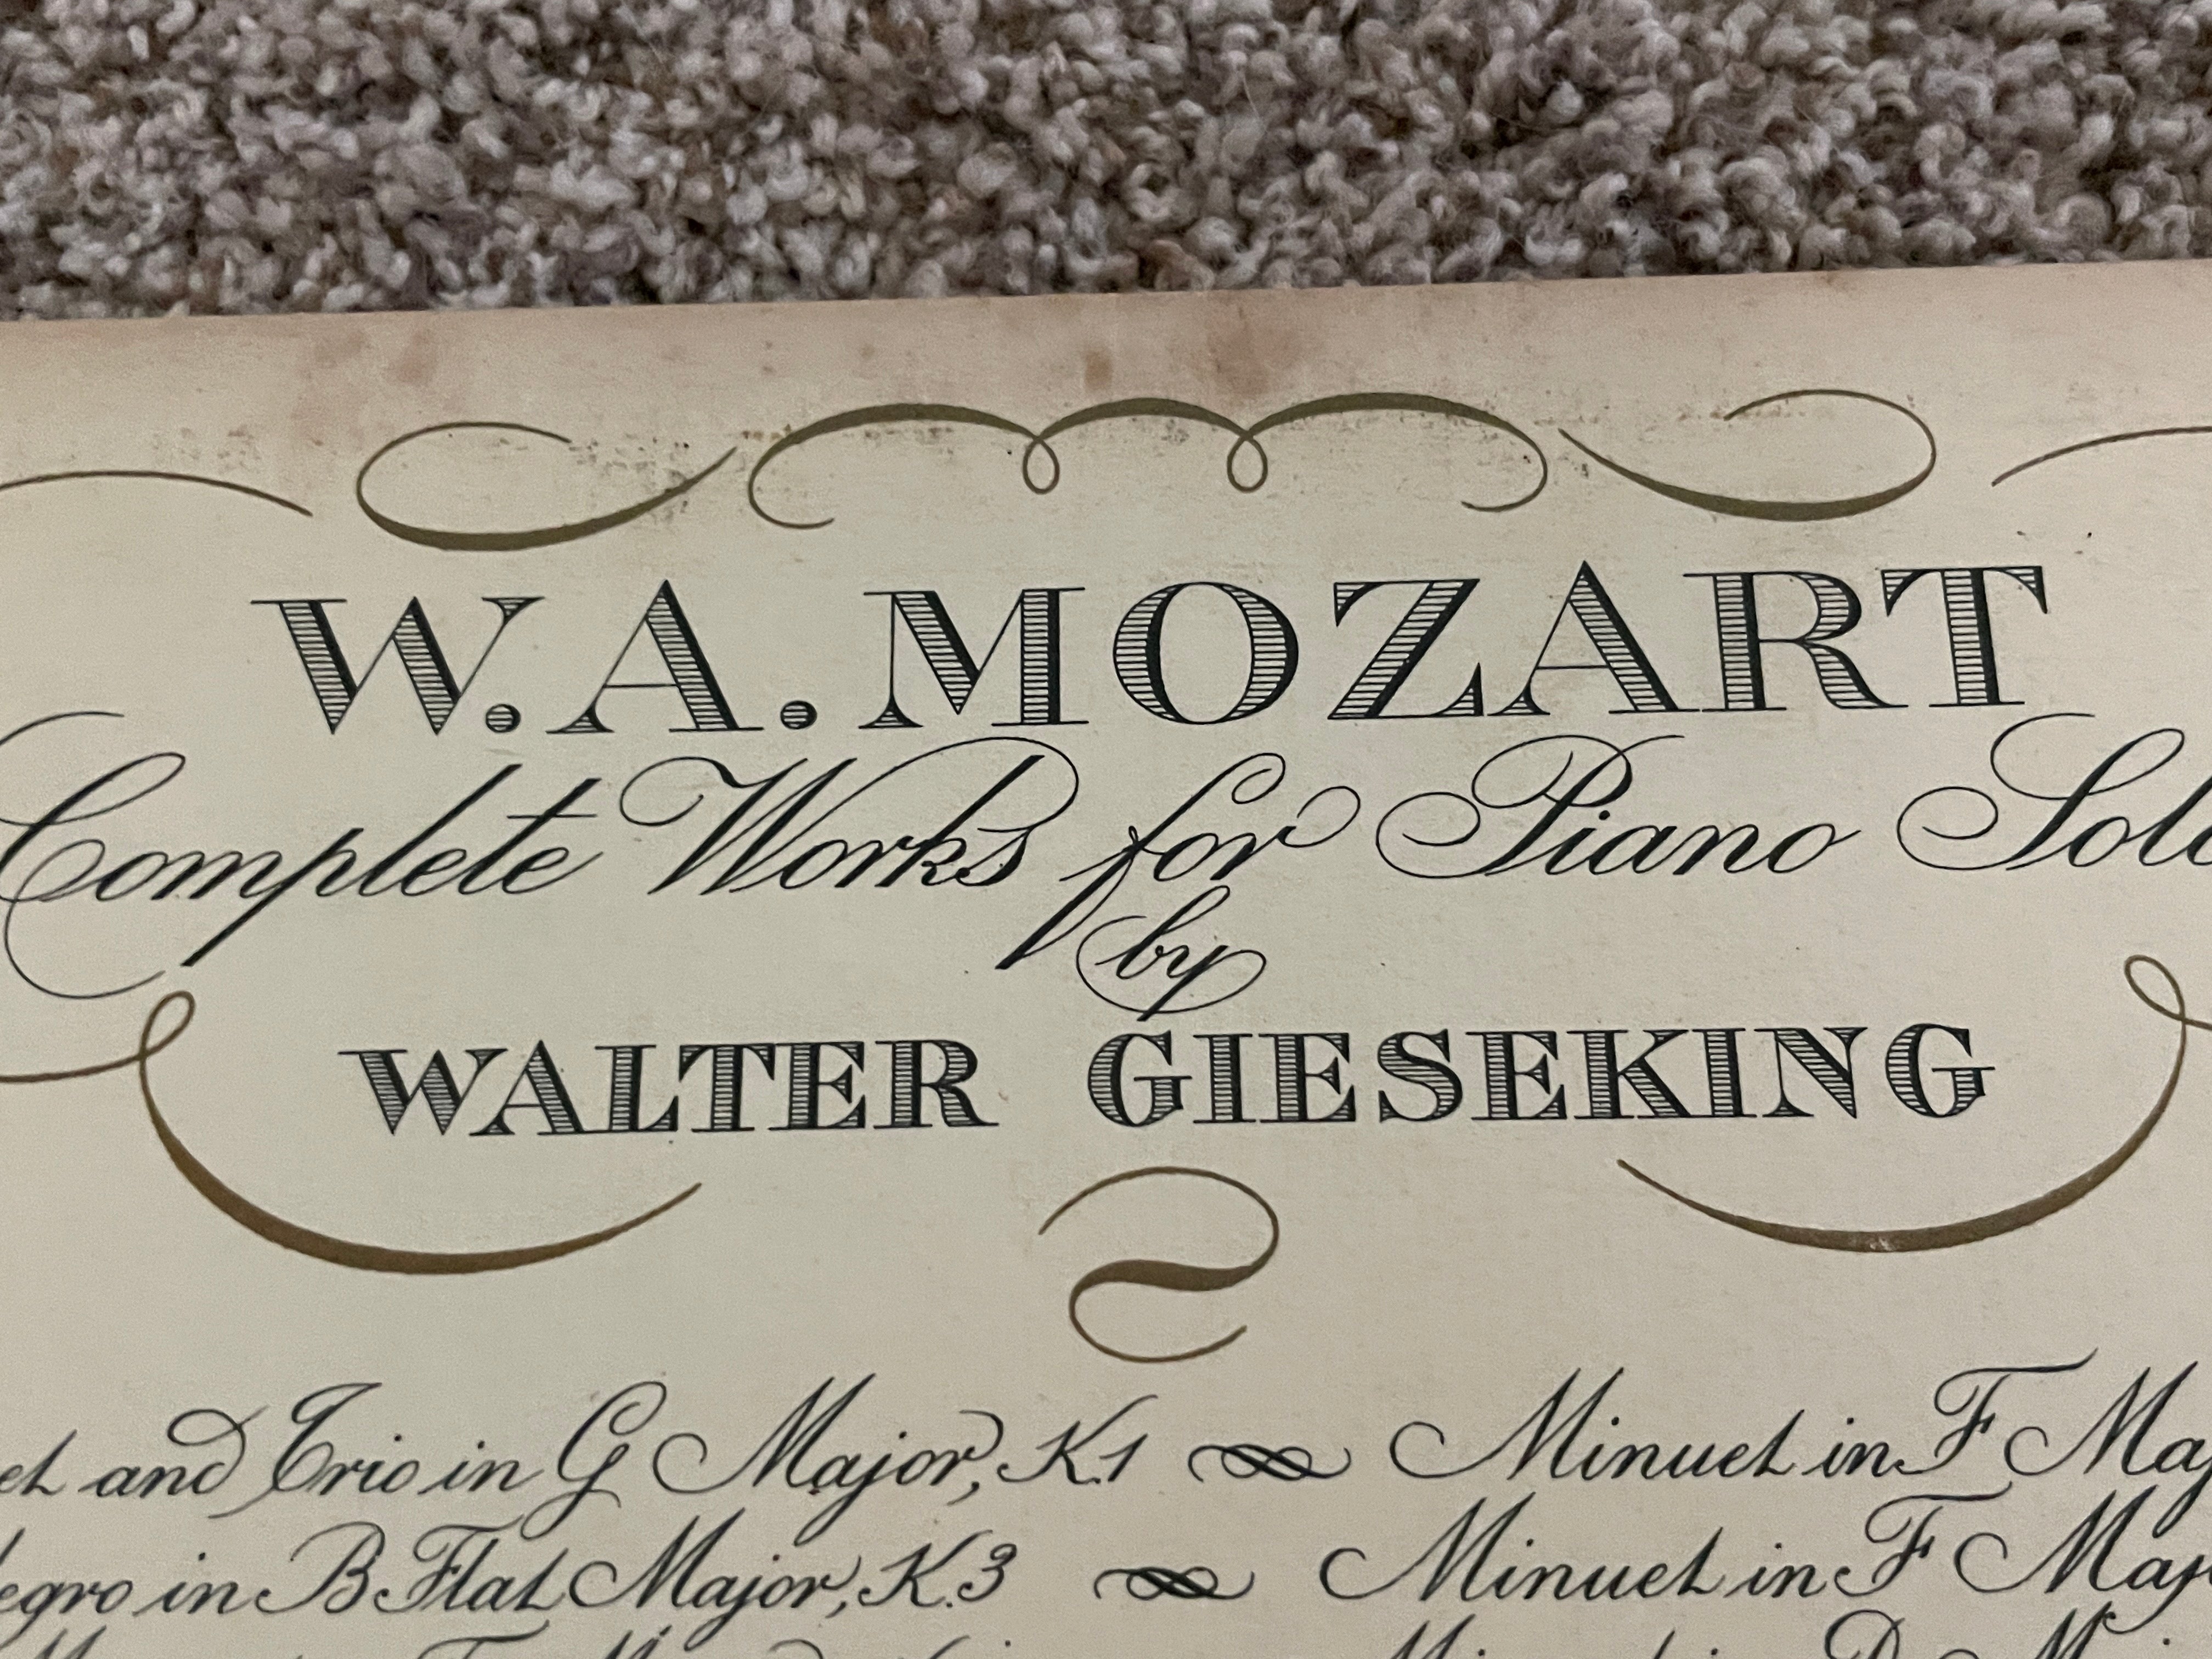 W.A. MOZART
Complete Works for Piano Solo
by
WALTER GIESEKING
and Trio in G Major, K.1 Minuet in F
in B Flat Major, K.3 Minuet in F